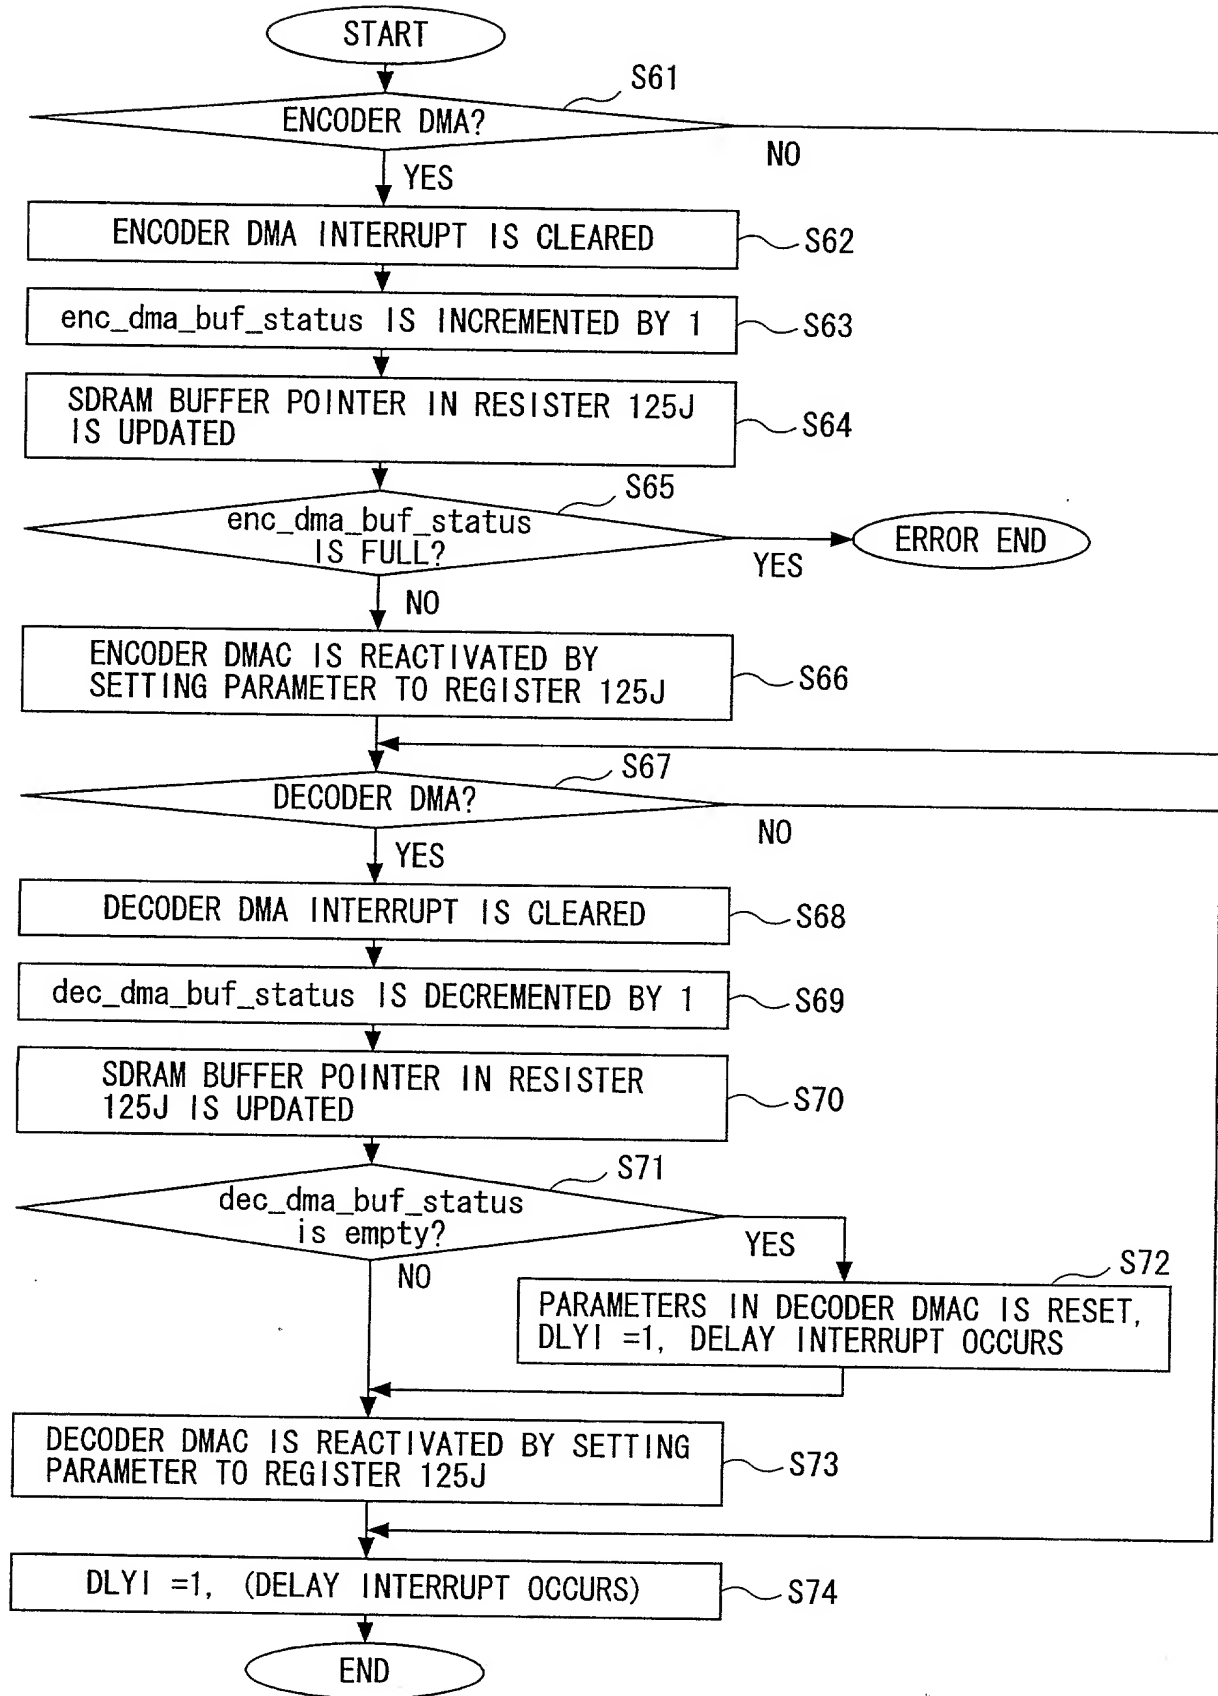 START
S61
ENCODER DMA?
NO
YES
ENCODER DMA INTERRUPT IS CLEARED
S62
enc_dma_buf_status IS INCREMENTED BY 1
S63
SDRAM BUFFER POINTER IN RESISTER 125J
IS UPDATED
S64
S65
enc_dma_buf_status
IS FULL?
YES
ERROR END
NO
ENCODER DMAC IS REACTIVATED BY
SETTING PARAMETER TO REGISTER 125J
S66
S67
DECODER DMA?
NO
YES
DECODER DMA INTERRUPT IS CLEARED
S68
dec_dma_buf_status IS DECREMENTED BY 1
S69
SDRAM BUFFER POINTER IN RESISTER
125J IS UPDATED
S70
S71
dec_dma_buf_status
is empty?
YES
NO
S72
PARAMETERS IN DECODER DMAC IS RESET,
DLYI =1, DELAY INTERRUPT OCCURS
DECODER DMAC IS REACTIVATED BY SETTING
PARAMETER TO REGISTER 125J
S73
DLYI =1, (DELAY INTERRUPT OCCURS)
S74
END